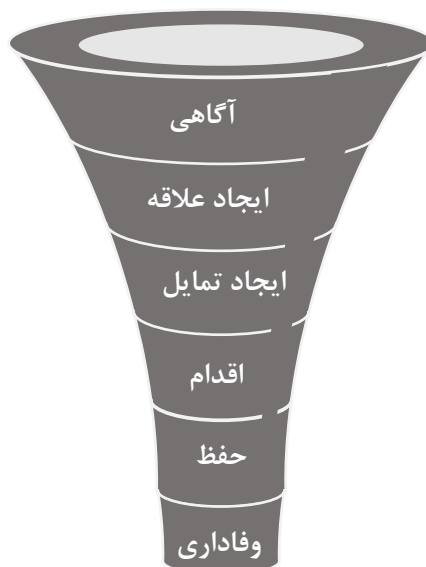 آگاهی
ایجاد علاقه
ایجاد تمایل
اقدام
حفظ
وفاداری